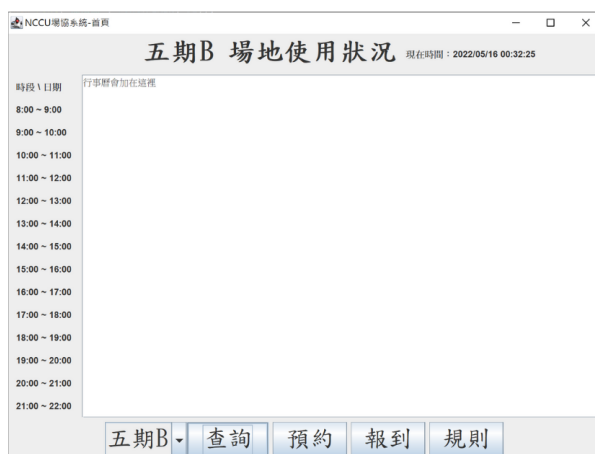 NCCU場協系統-首頁
五期B 場地使用狀況 現在時間：2022/05/16 00:32:25
時段\日期
行事曆會加在這裡
8:00 ~ 9:00
9:00 ~ 10:00
10:00 ~ 11:00
11:00 ~ 12:00
12:00 ~ 13:00
13:00 ~ 14:00
14:00 ~ 15:00
15:00 ~ 16:00
16:00 ~ 17:00
17:00 ~ 18:00
18:00 ~ 19:00
19:00 ~ 20:00
20:00 ~ 21:00
21:00 ~ 22:00
五期B 查詢 預約 報到 規則